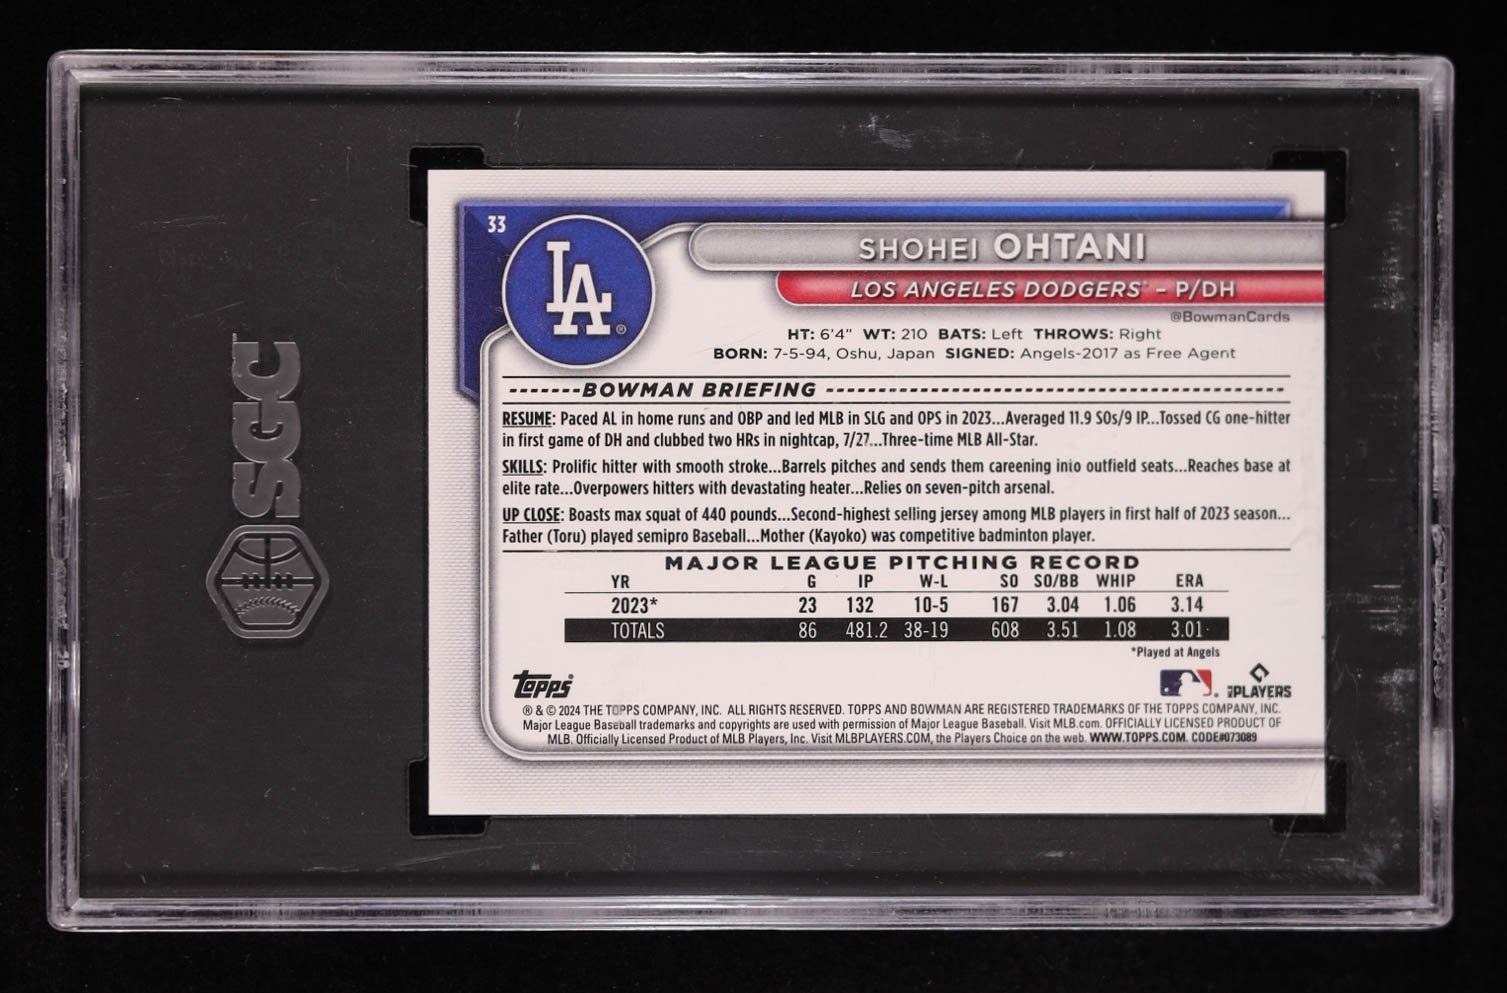 SGC
33
LA
®
SHOHEI OHTANI
LOS ANGELES DODGERS® - P/DH
@BowmanCards
HT: 6'4" WT: 210 BATS: Left THROWS: Right
BORN: 7-5-94, Oshu, Japan SIGNED: Angels-2017 as Free Agent
BOWMAN BRIEFING
RESUME: Paced AL in home runs and OBP and led MLB in SLG and OPS in 2023...Averaged 11.9 SOs/9 IP...Tossed CG one-hitter
in first game of DH and clubbed two HRs in nightcap, 7/27...Three-time MLB All-Star.
SKILLS: Prolific hitter with smooth stroke...Barrels pitches and sends them careening into outfield seats...Reaches base at
elite rate...Overpowers hitters with devastating heater...Relies on seven-pitch arsenal.
UP CLOSE: Boasts max squat of 440 pounds...Second-highest selling jersey among MLB players in first half of 2023 season...
Father (Toru) played semipro Baseball...Mother (Kayoko) was competitive badminton player.
MAJOR LEAGUE PITCHING RECORD
YR G IP W-L SO SO/BB WHIP ERA
2023* 23 132 10-5 167 3.04 1.06 3.14
TOTALS 86 481.2 38-19 608 3.51 1.08 3.01
*Played at Angels
Topps®
PLAYERS
® & © 2024 THE TOPPS COMPANY, INC. ALL RIGHTS RESERVED. TOPPS AND BOWMAN ARE REGISTERED TRADEMARKS OF THE TOPPS COMPANY, INC.
Major League Baseball trademarks and copyrights are used with permission of Major League Baseball. Visit MLB.com. OFFICIALLY LICENSED PRODUCT OF
MLB. Officially Licensed Product of MLB Players, Inc. Visit MLBPLAYERS.COM, the Players Choice on the web. WWW.TOPPS.COM. CODE#073089